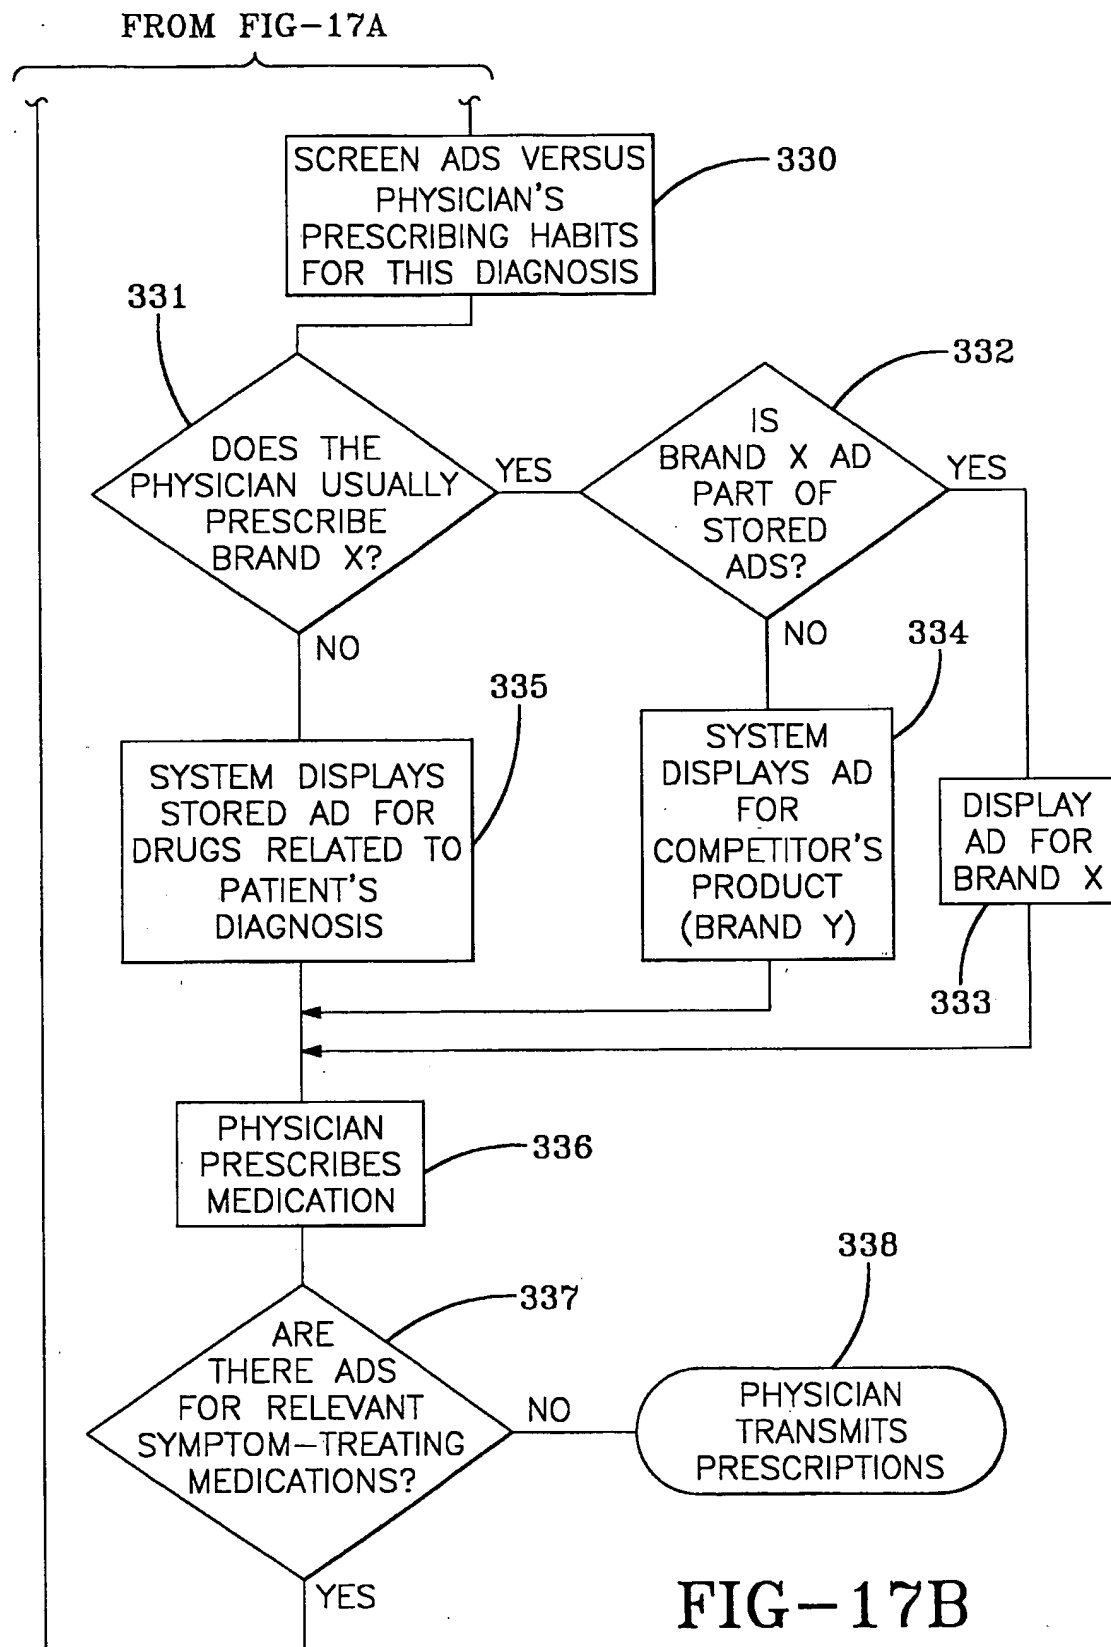 FROM FIG-17A
SCREEN ADS VERSUS
PHYSICIAN'S
PRESCRIBING HABITS
FOR THIS DIAGNOSIS
330
331
DOES THE
PHYSICIAN USUALLY
PRESCRIBE
BRAND X?
YES
NO
332
IS
BRAND X AD
PART OF
STORED
ADS?
YES
NO
334
335
SYSTEM DISPLAYS
STORED AD FOR
DRUGS RELATED TO
PATIENT'S
DIAGNOSIS
SYSTEM
DISPLAYS AD
FOR
COMPETITOR'S
PRODUCT
(BRAND Y)
DISPLAY
AD FOR
BRAND X
333
PHYSICIAN
PRESCRIBES
MEDICATION
336
337
ARE
THERE ADS
FOR RELEVANT
SYMPTOM-TREATING
MEDICATIONS?
NO
338
PHYSICIAN
TRANSMITS
PRESCRIPTIONS
YES
FIG-17B